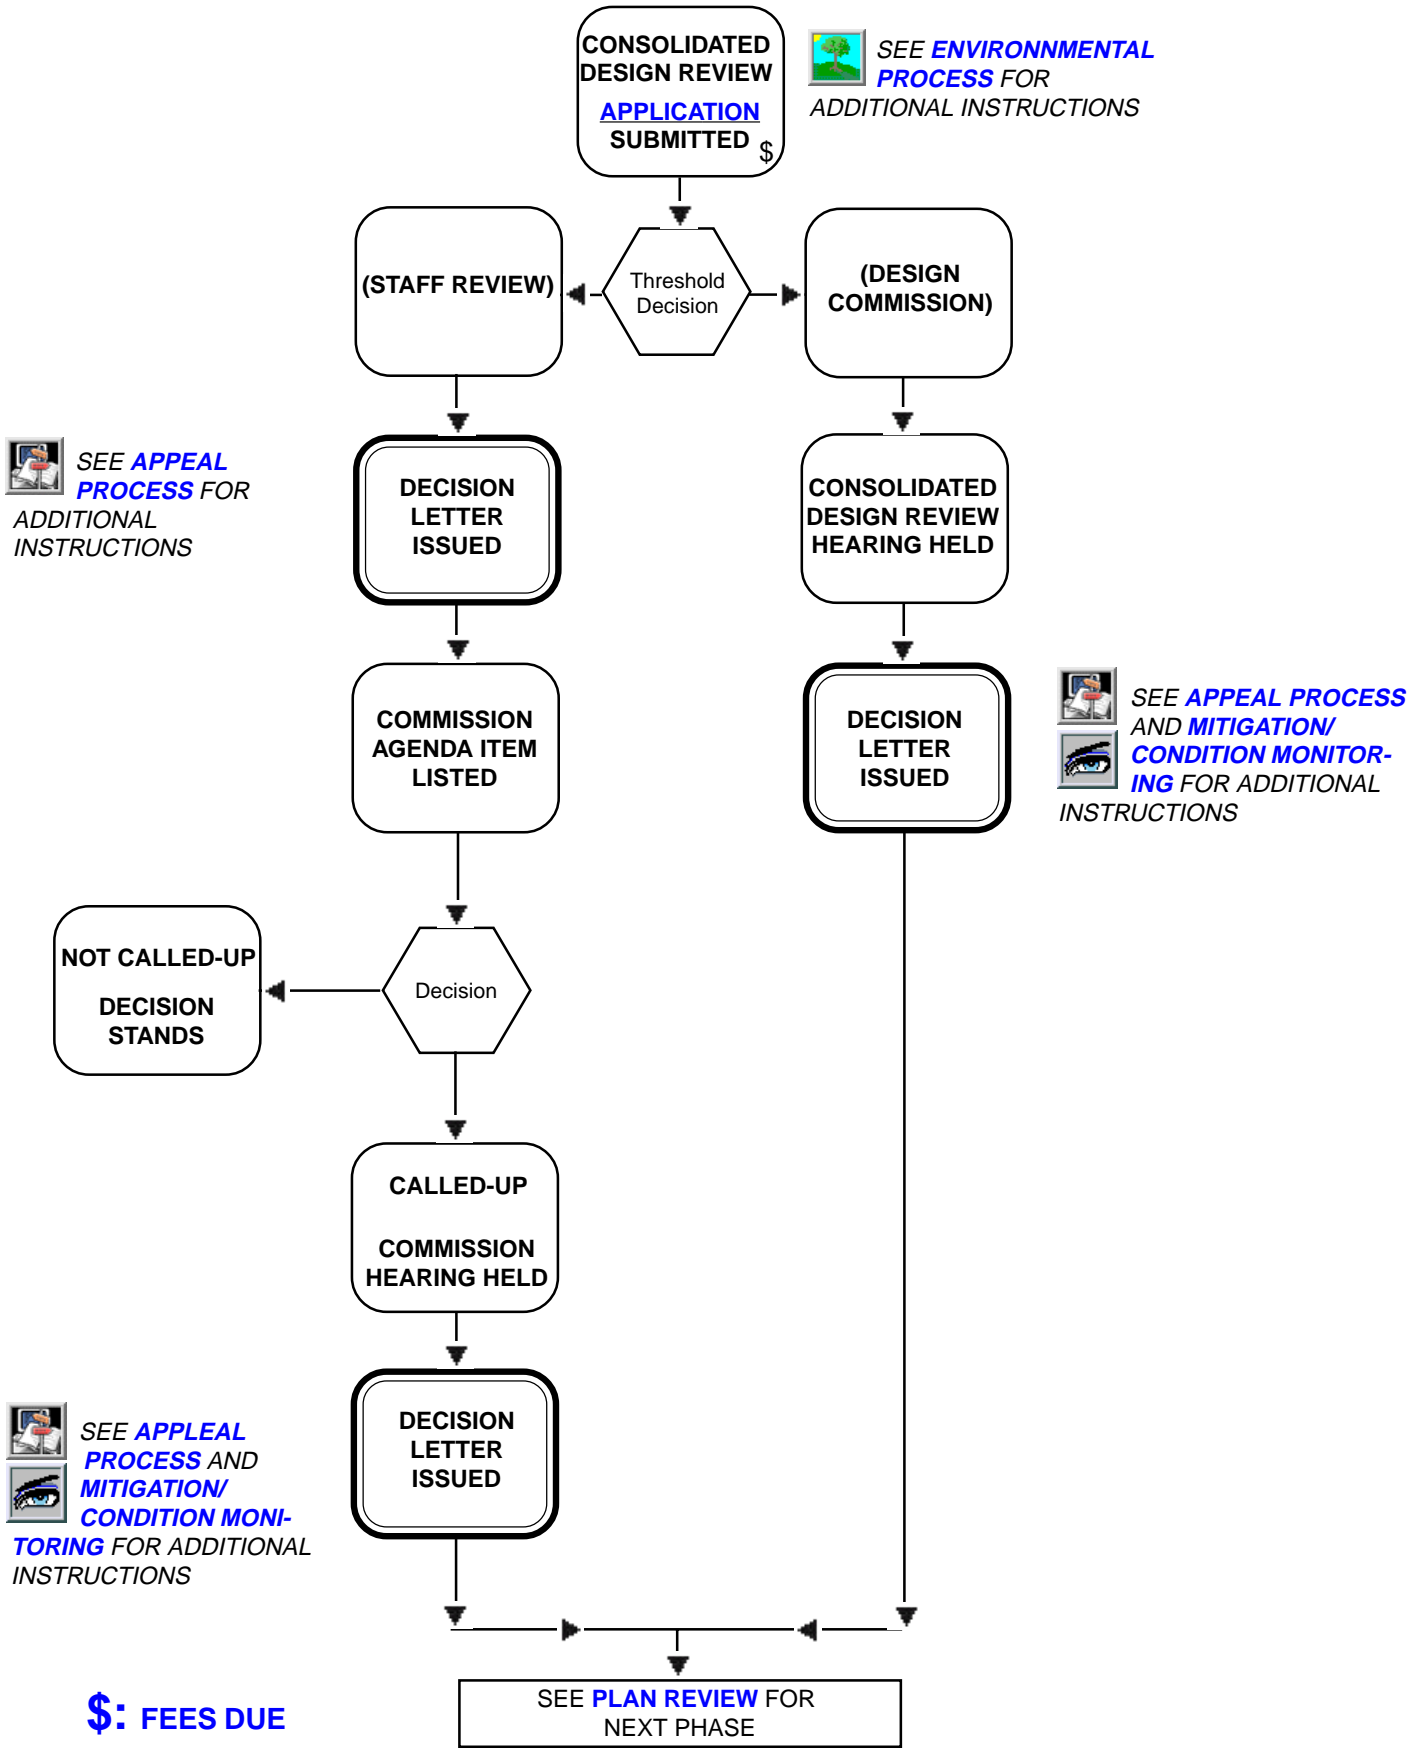 CONSOLIDATED
DESIGN REVIEW
APPLICATION
SUBMITTED $
SEE ENVIRONNMENTAL
PROCESS FOR
ADDITIONAL INSTRUCTIONS
(STAFF REVIEW)
Threshold
Decision
(DESIGN
COMMISSION)
SEE APPEAL
PROCESS FOR
ADDITIONAL
INSTRUCTIONS
DECISION
LETTER
ISSUED
CONSOLIDATED
DESIGN REVIEW
HEARING HELD
COMMISSION
AGENDA ITEM
LISTED
DECISION
LETTER
ISSUED
SEE APPEAL PROCESS
AND MITIGATION/
CONDITION MONITOR-
ING FOR ADDITIONAL
INSTRUCTIONS
NOT CALLED-UP
DECISION
STANDS
Decision
CALLED-UP
COMMISSION
HEARING HELD
SEE APPLEAL
PROCESS AND
MITIGATION/
CONDITION MONI-
TORING FOR ADDITIONAL
INSTRUCTIONS
DECISION
LETTER
ISSUED
$: FEES DUE
SEE PLAN REVIEW FOR
NEXT PHASE